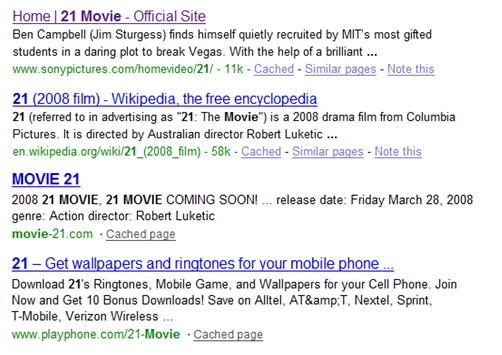 Home | 21 Movie - Official Site
Ben Campbell (Jim Sturgess) finds himself quietly recruited by MIT's most gifted
students in a daring plot to break Vegas. With the help of a brilliant ...
www.sonypictures.com/homevideo/21/ - 11k - Cached - Similar pages - Note this
21 (2008 film) - Wikipedia, the free encyclopedia
21 (referred to in advertising as "21: The Movie") is a 2008 drama film from Columbia
Pictures. It is directed by Australian director Robert Luketic ...
en.wikipedia.org/wiki/21_(2008_film) - 58k - Cached - Similar pages - Note this
MOVIE 21
2008 21 MOVIE, 21 MOVIE COMING SOON! ... release date: Friday March 28, 2008
genre: Action director: Robert Luketic
movie-21.com · Cached page
21 – Get wallpapers and ringtones for your mobile phone ...
Download 21's Ringtones, Mobile Game, and Wallpapers for your Cell Phone. Join
Now and Get 10 Bonus Downloads! Save on Alltel, AT&amp;T, Nextel, Sprint,
T-Mobile, Verizon Wireless ...
www.playphone.com/21-Movie · Cached page